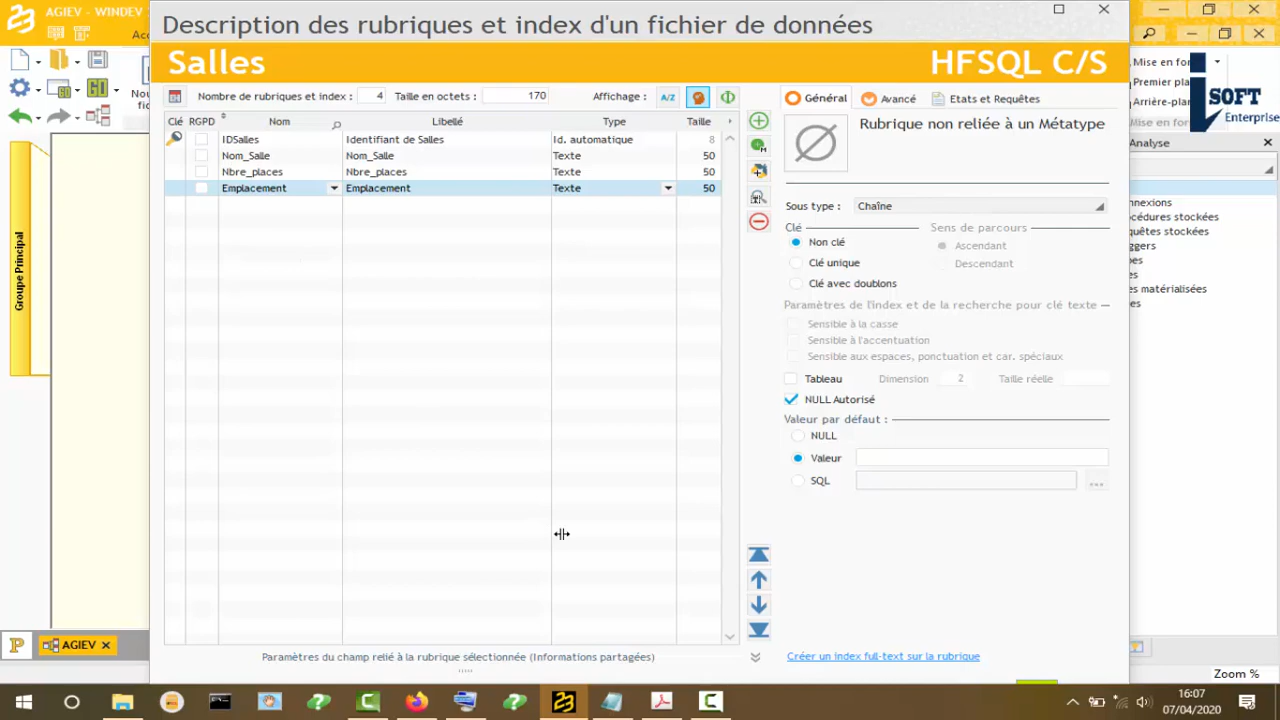 AGIEV - WINDEV
Description des rubriques et index d'un fichier de données
Salles
HFSQL C/S
Nombre de rubriques et index : 4 Taille en octets : 170 Affichage : A/Z
Clé RGPD Nom Libellé Type Taille
IDSalles Identifiant de Salles Id. automatique 8
Nom_Salle Nom_Salle Texte 50
Nbre_places Nbre_places Texte 50
Emplacement Emplacement Texte 50
Général Avancé Etats et Requêtes
Rubrique non reliée à un Métatype
Sous type : Chaîne
Clé Sens de parcours
Non clé Ascendant
Clé unique Descendant
Clé avec doublons
Paramètres de l'index et de la recherche pour clé texte
Sensible à la casse
Sensible à l'accentuation
Sensible aux espaces, ponctuation et car. spéciaux
Tableau Dimension 2 Taille réelle
NULL Autorisé
Valeur par défaut :
NULL
Valeur
SQL
...
Paramètres du champ relié à la rubrique sélectionnée (Informations partagées)
Créer un index full-text sur la rubrique
Groupe Principal
AGIEV
Mise en for
Premier pla
Arrière-plan
Mise en for
SOFT
Enterprise
Analyse
nnexions
océdures stockées
quêtes stockées
ggers
pes
es
es matérialisées
es
Zoom %
16:07
07/04/2020